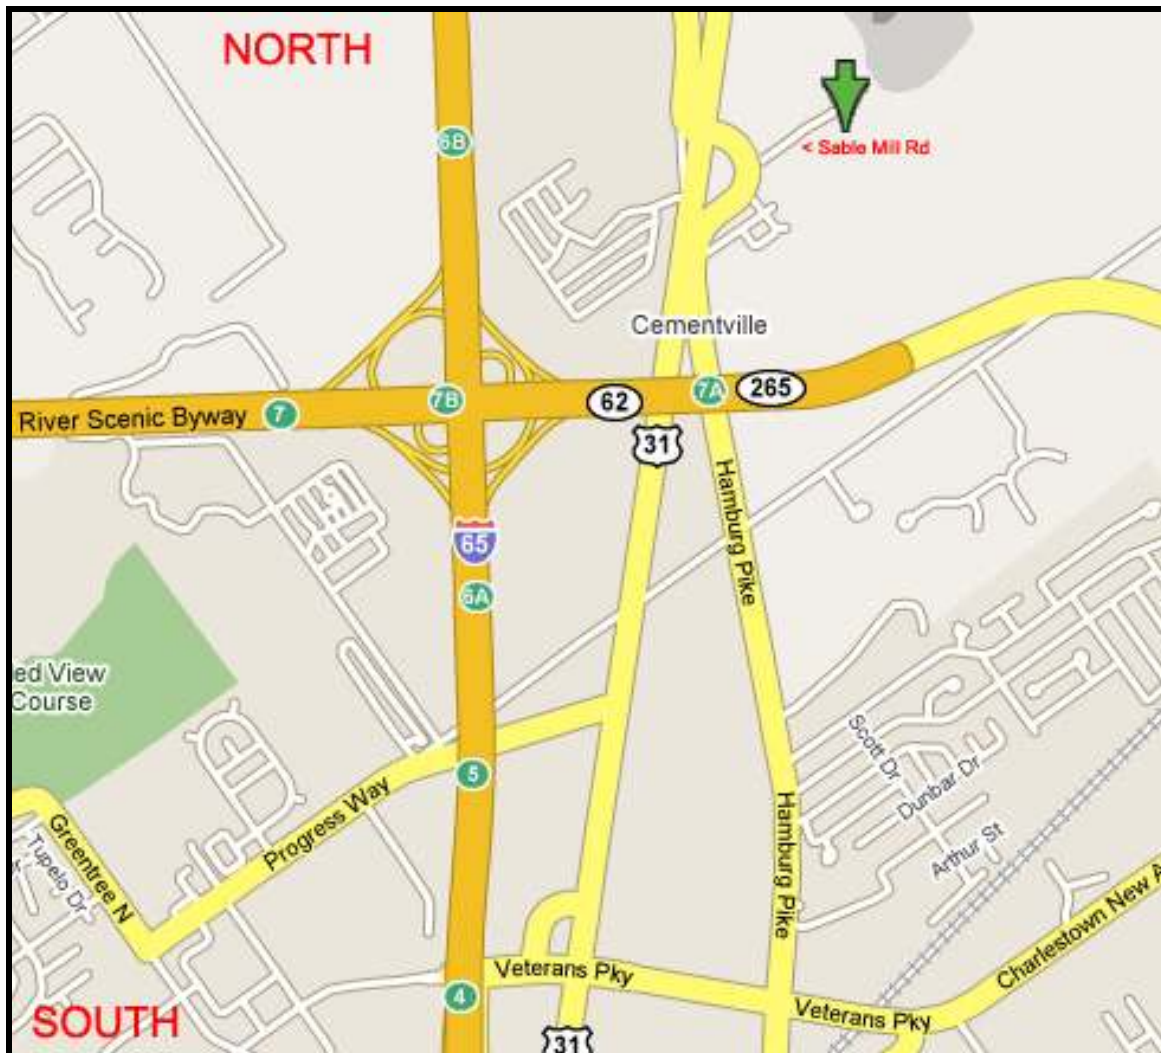 NORTH
6B
< Sable Mill Rd
Cementville
7B
7A
265
62
River Scenic Byway
7
31
Hamburg Pike
65
6A
ed View
Course
Scott Dr
Dunbar Dr
5
Progress Way
Hamburg Pike
Greentree N
Tupelo Dr
Arthur St
Charlestown New A
Veterans Pky
4
Veterans Pky
SOUTH
31